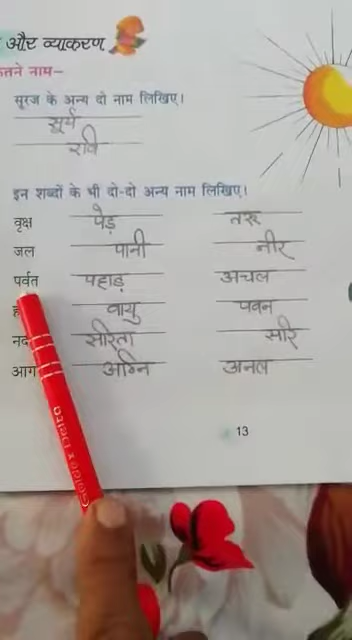 और व्याकरण
कितने नाम–
सूरज के अन्य दो नाम लिखिए।
सूर्य
रवि
इन शब्दों के भी दो-दो अन्य नाम लिखिए।
वृक्ष पेड़ तरू
जल पानी नीर
पर्वत पहाड़ अचल
वायु पवन
नद सरिता सरि
आग अग्नि अनल
13